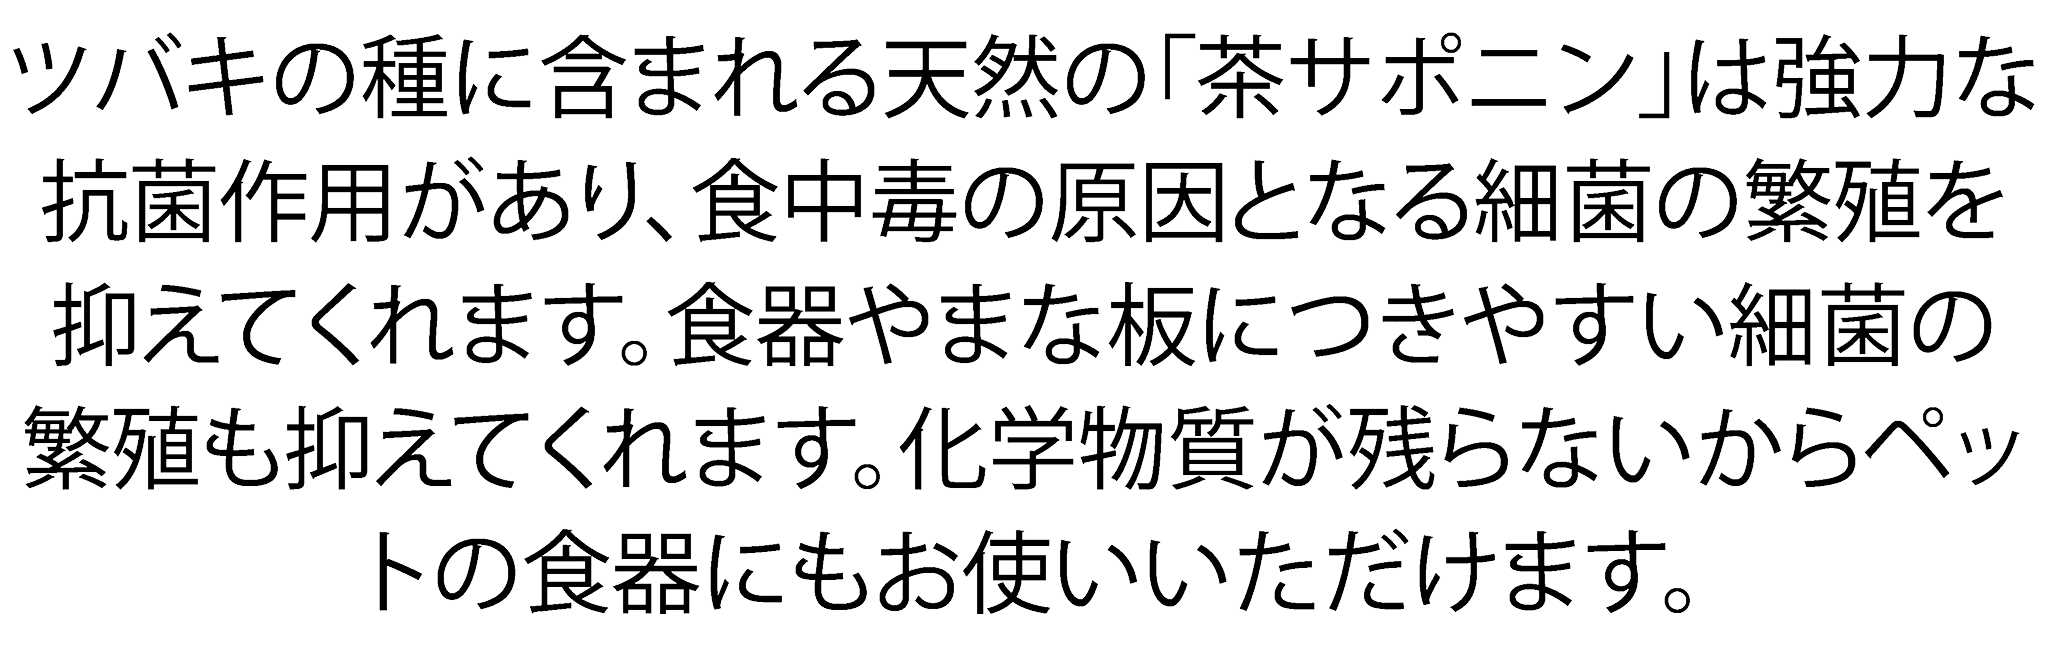 ツバキの種に含まれる天然の「茶サポニン」は強力な
抗菌作用があり、食中毒の原因となる細菌の繁殖を
抑えてくれます。食器やまな板につきやすい細菌の
繁殖も抑えてくれます。化学物質が残らないからペッ
トの食器にもお使いいただけます。